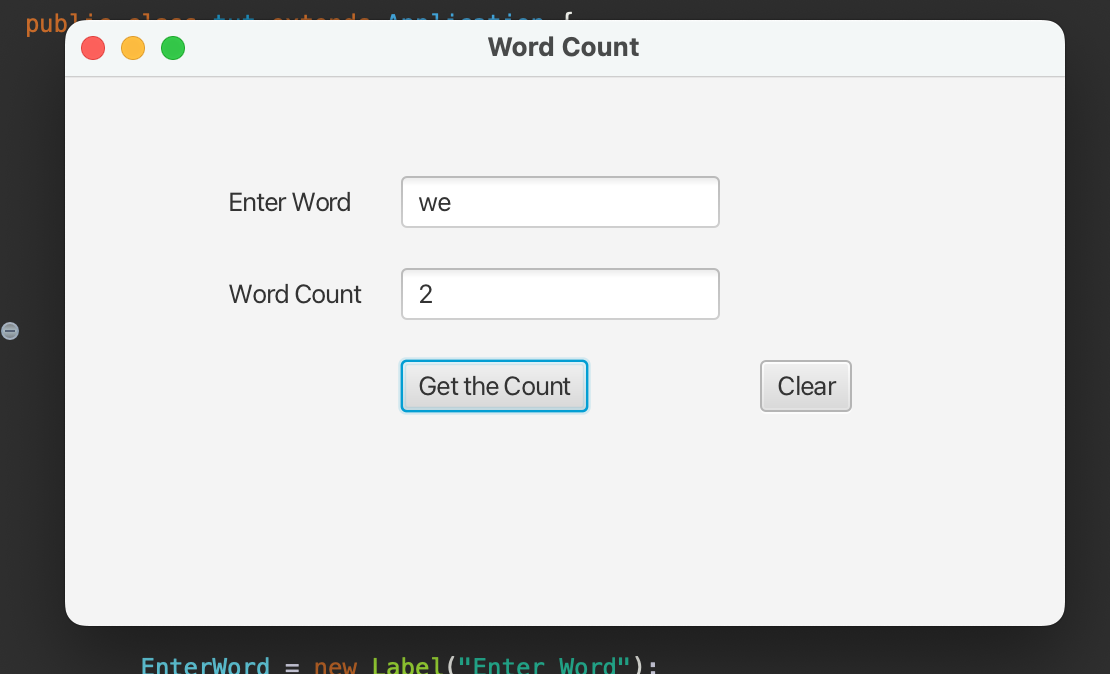 public class twt extends Application {
Word Count
Enter Word
we
Word Count
2
Get the Count
Clear
EnterWord = new Label("Enter Word");